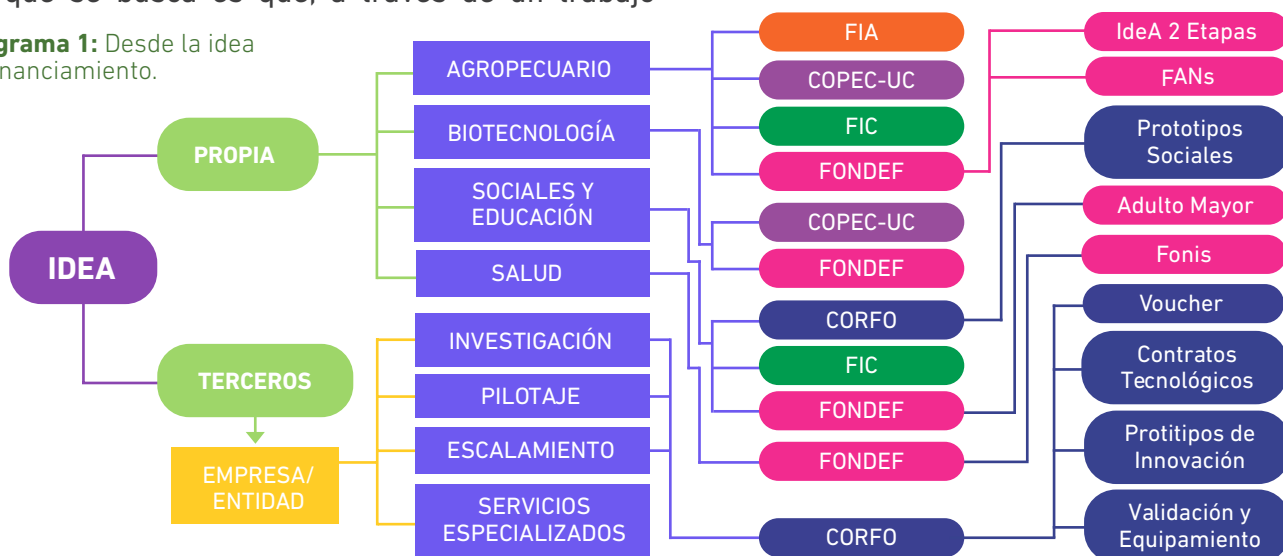 que se busca es que, a través de un trabajo
grama 1: Desde la idea
nanciamiento.
IDEA
PROPIA
TERCEROS
EMPRESA/
ENTIDAD
AGROPECUARIO
BIOTECNOLOGÍA
SOCIALES Y
EDUCACIÓN
SALUD
INVESTIGACIÓN
PILOTAJE
ESCALAMIENTO
SERVICIOS
ESPECIALIZADOS
FIA
COPEC-UC
FIC
FONDEF
COPEC-UC
FONDEF
CORFO
FIC
FONDEF
FONDEF
CORFO
IdeA 2 Etapas
FANs
Prototipos
Sociales
Adulto Mayor
Fonis
Voucher
Contratos
Tecnológicos
Protitipos de
Innovación
Validación y
Equipamiento